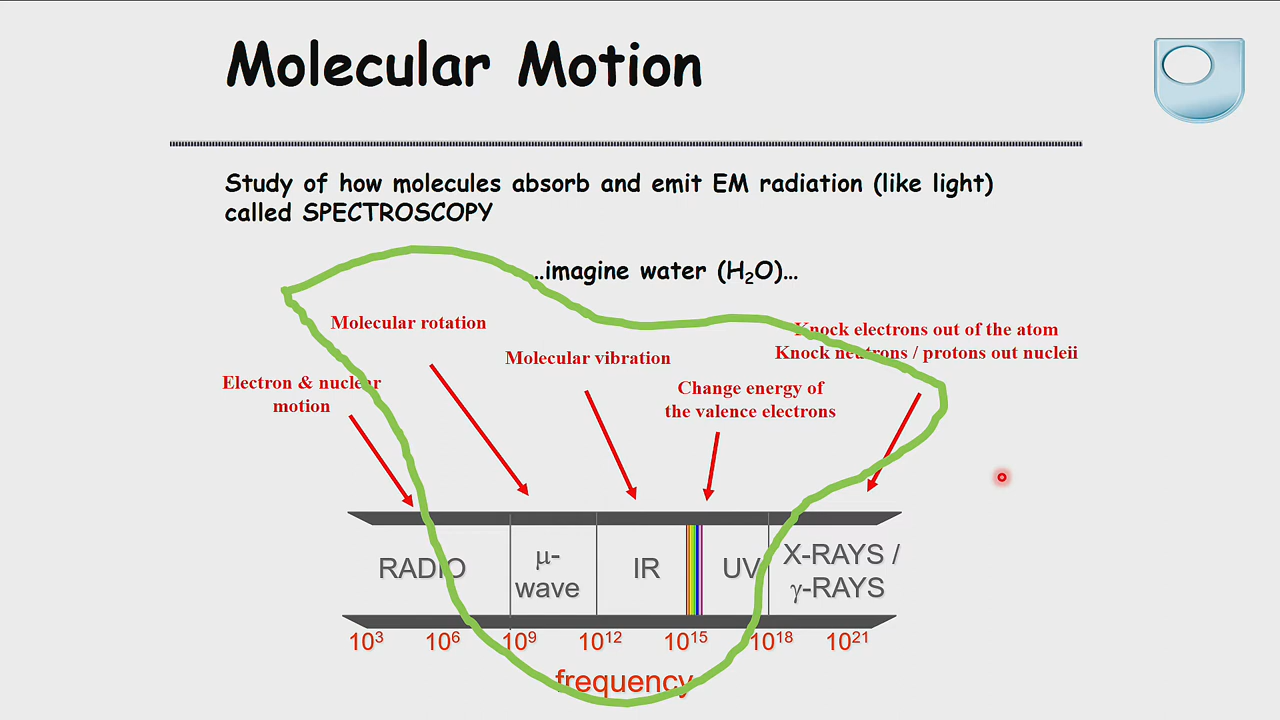 Molecular Motion
Study of how molecules absorb and emit EM radiation (like light)
called SPECTROSCOPY
…imagine water (H₂O)…
Molecular rotation
Knock electrons out of the atom
Knock neutrons / protons out nucleii
Molecular vibration
Electron & nuclear
motion
Change energy of
the valence electrons
RADIO
μ-
wave
IR
UV
X-RAYS /
γ-RAYS
10³ 10⁶ 10⁹ 10¹² 10¹⁵ 10¹⁸ 10²¹
frequency